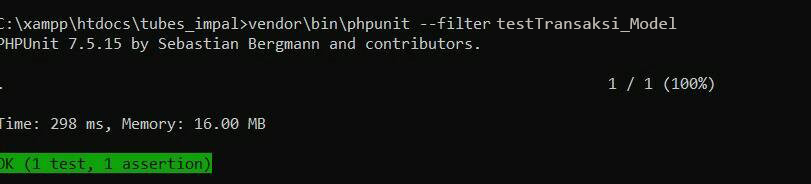 C:\xampp\htdocs\tubes_impal>vendor\bin\phpunit --filter testTransaksi_Model
PHPUnit 7.5.15 by Sebastian Bergmann and contributors.
. 1 / 1 (100%)
Time: 298 ms, Memory: 16.00 MB
OK (1 test, 1 assertion)